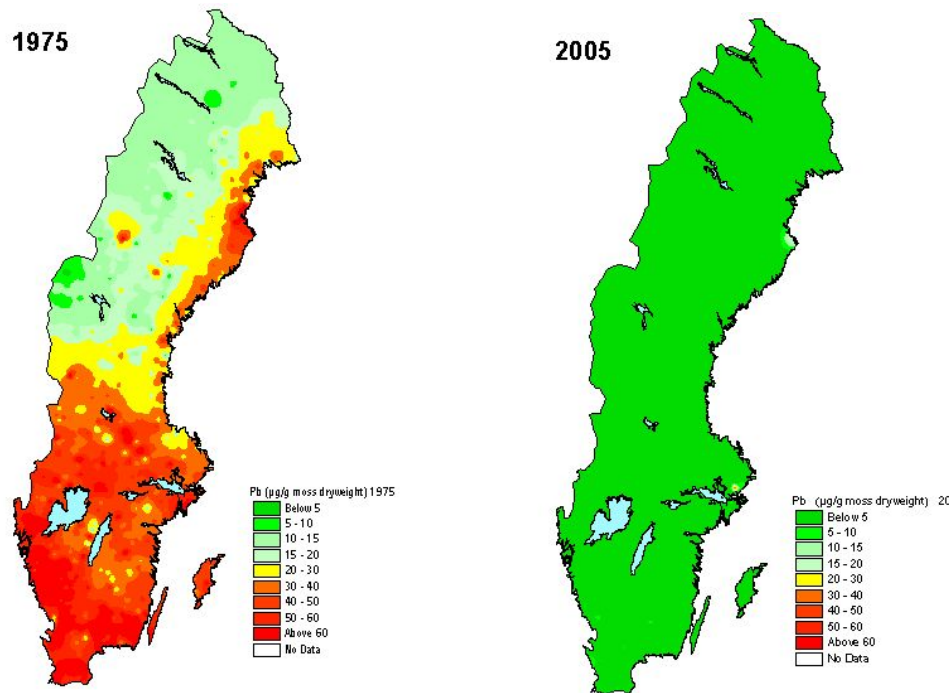 1975
2005
Pb (µg/g moss dryweight) 1975
Below 5
5 - 10
10 - 15
15 - 20
20 - 30
30 - 40
40 - 50
50 - 60
Above 60
No Data
Pb (µg/g moss dryweight) 20
Below 5
5 - 10
10 - 15
15 - 20
20 - 30
30 - 40
40 - 50
50 - 60
Above 60
No Data